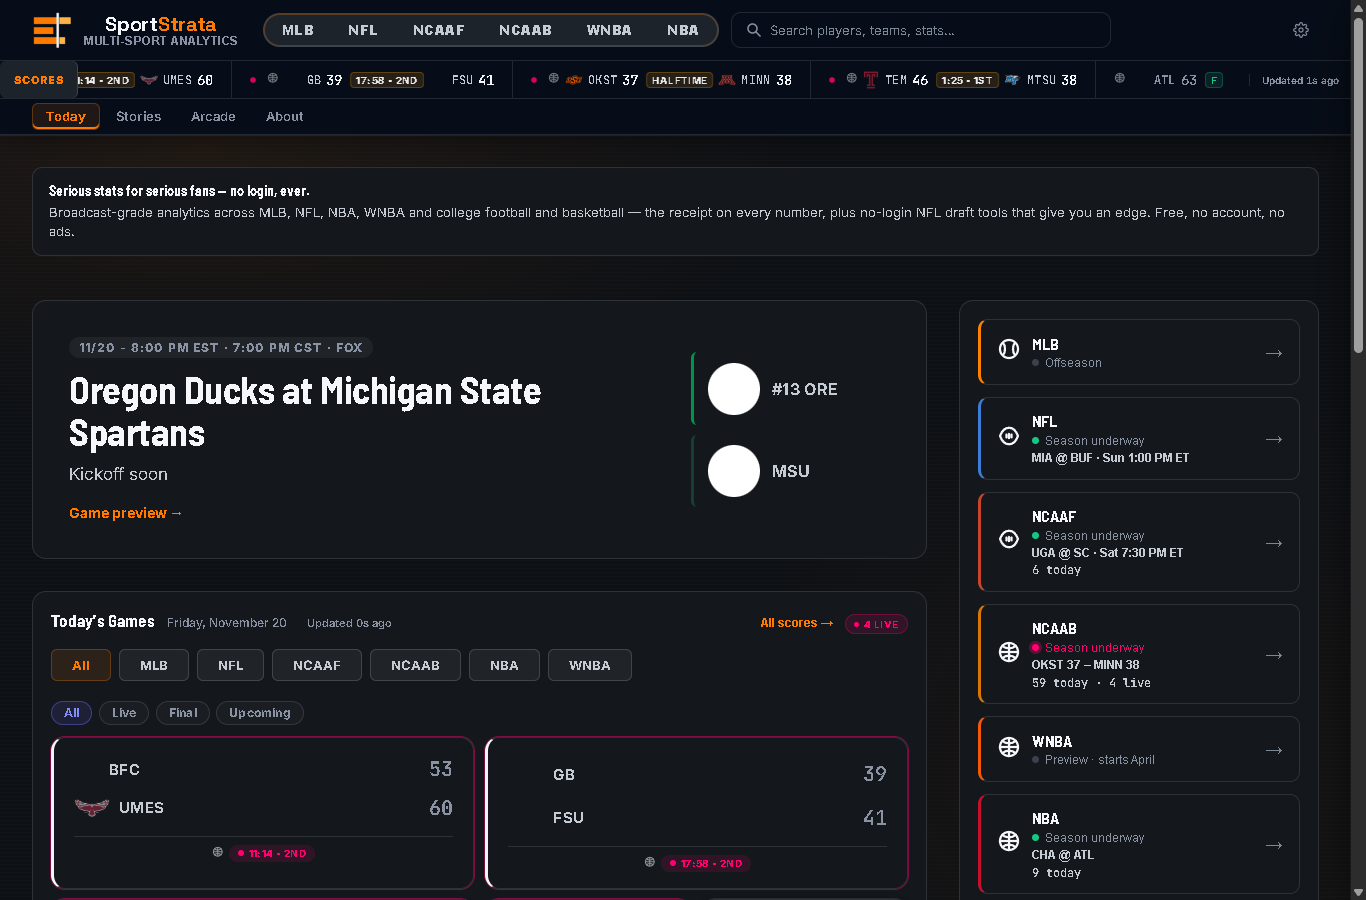 SportStrata
MULTI-SPORT ANALYTICS
MLB NFL NCAAF NCAAB WNBA NBA
Search players, teams, stats...
SCORES
:14 - 2ND UMES 60
GB 39 17:58 - 2ND FSU 41
OKST 37 HALFTIME MINN 38
TEM 46 1:25 - 1ST MTSU 38
ATL 63 F
Updated 1s ago
Today Stories Arcade About
Serious stats for serious fans — no login, ever.
Broadcast-grade analytics across MLB, NFL, NBA, WNBA and college football and basketball — the receipt on every number, plus no-login NFL draft tools that give you an edge. Free, no account, no
ads.
11/20 - 8:00 PM EST · 7:00 PM CST · FOX
Oregon Ducks at Michigan State
Spartans
Kickoff soon
Game preview →
#13 ORE
MSU
Today's Games Friday, November 20 Updated 0s ago
All scores → 4 LIVE
All MLB NFL NCAAF NCAAB NBA WNBA
All Live Final Upcoming
BFC 53
UMES 60
11:14 - 2ND
GB 39
FSU 41
17:58 - 2ND
MLB
Offseason
→
NFL
Season underway
MIA @ BUF · Sun 1:00 PM ET
→
NCAAF
Season underway
UGA @ SC · Sat 7:30 PM ET
6 today
→
NCAAB
Season underway
OKST 37 – MINN 38
59 today · 4 live
→
WNBA
Preview · starts April
→
NBA
Season underway
CHA @ ATL
9 today
→